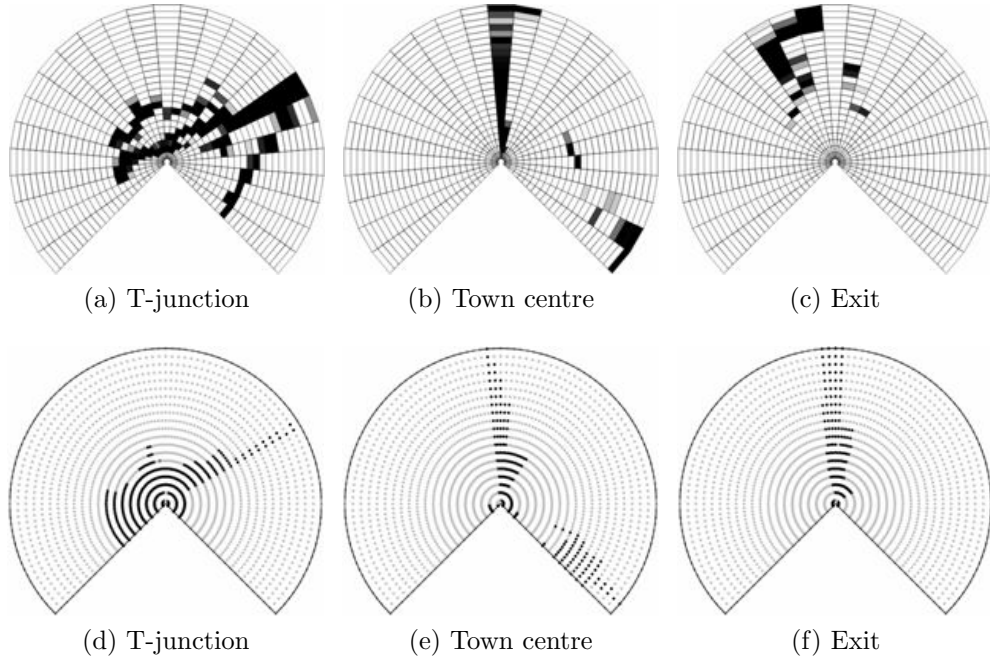 (a) T-junction
(b) Town centre
(c) Exit
(d) T-junction
(e) Town centre
(f) Exit